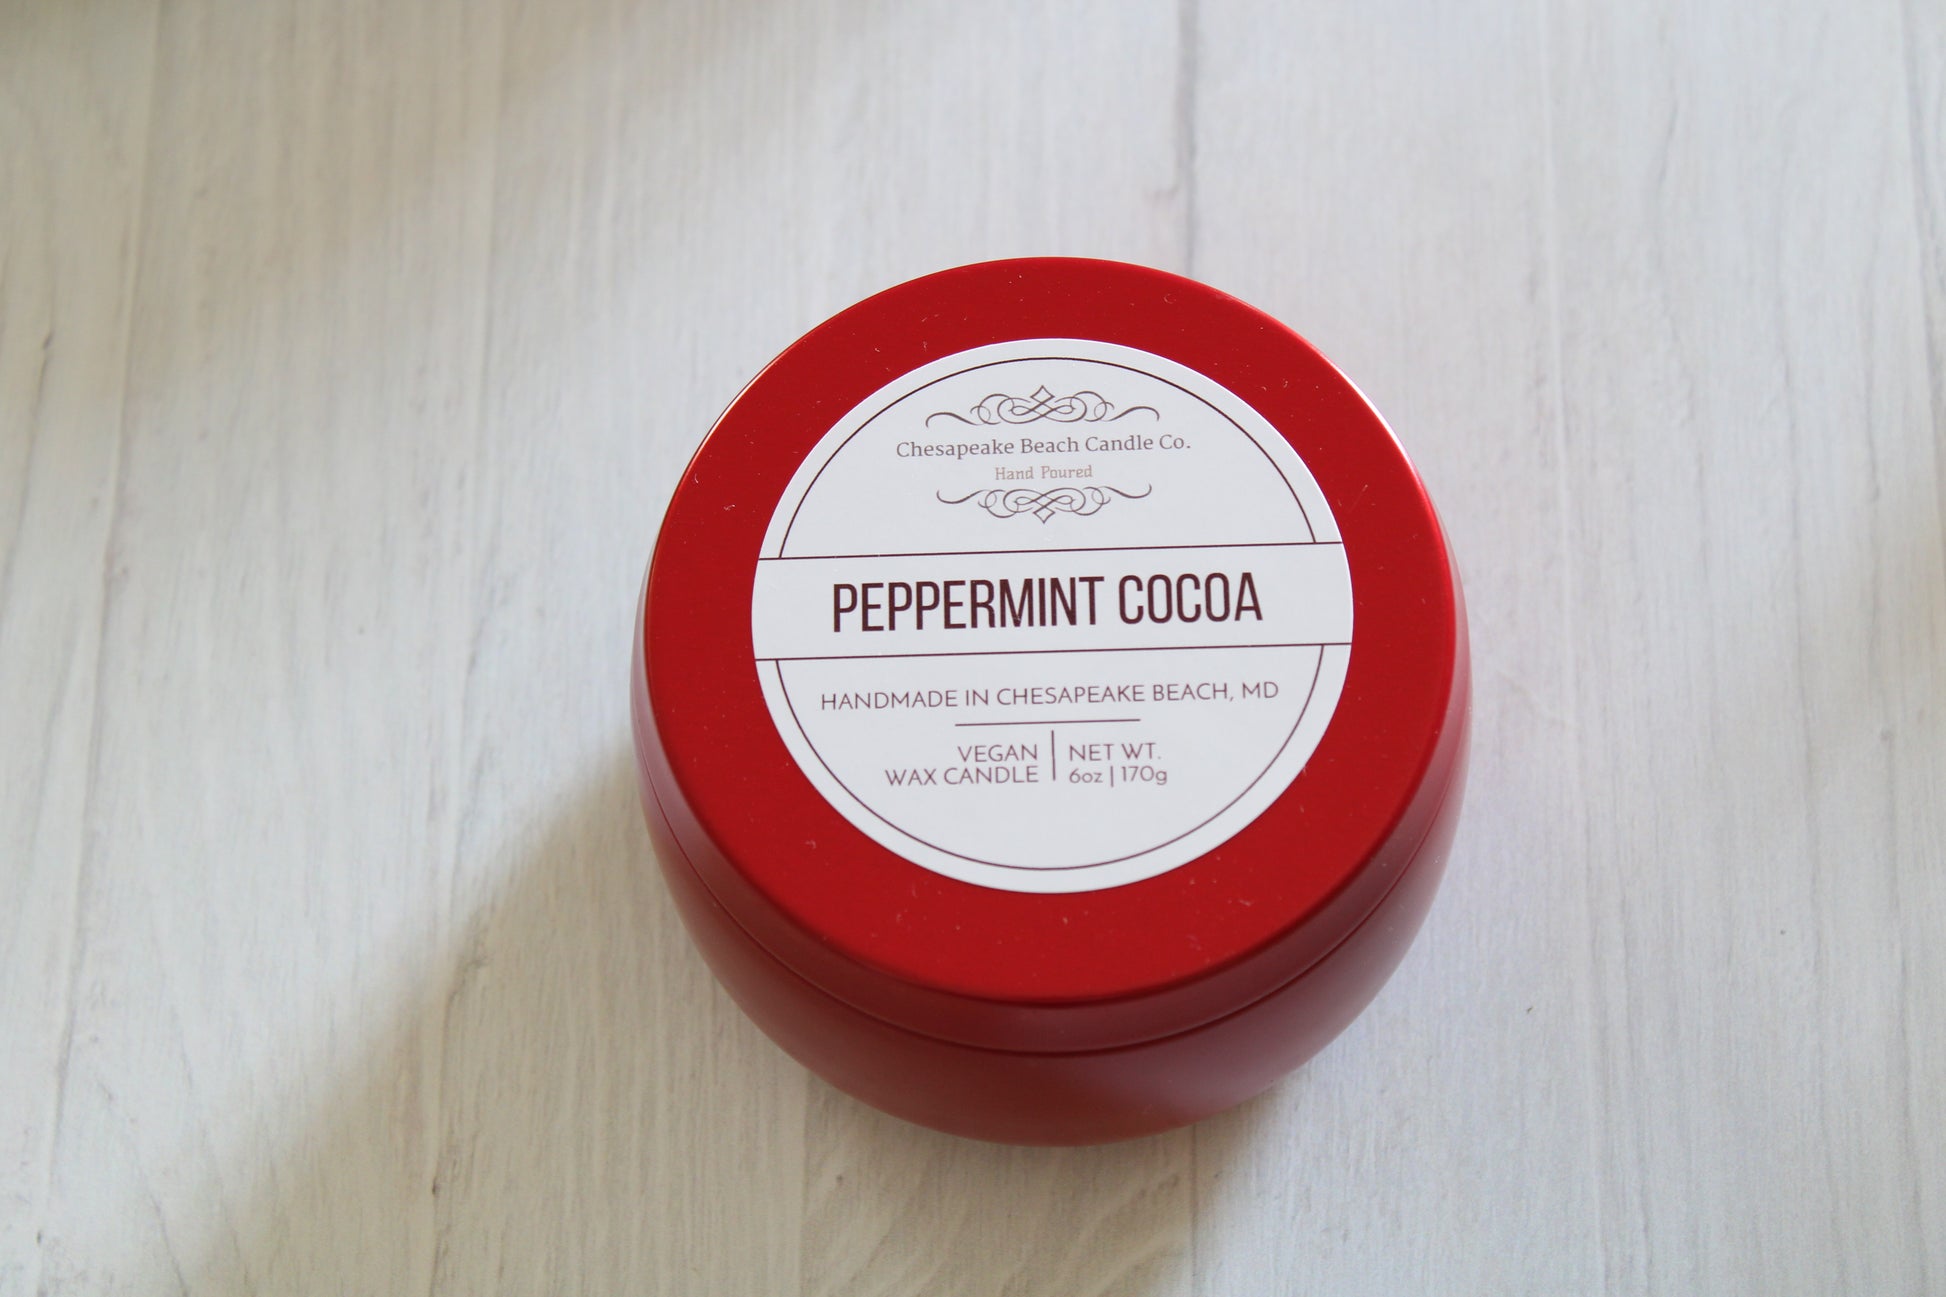 Chesapeake Beach Candle Co.
Hand Poured
PEPPERMINT COCOA
HANDMADE IN CHESAPEAKE BEACH, MD
VEGAN
WAX CANDLE
NET WT.
6oz | 170g